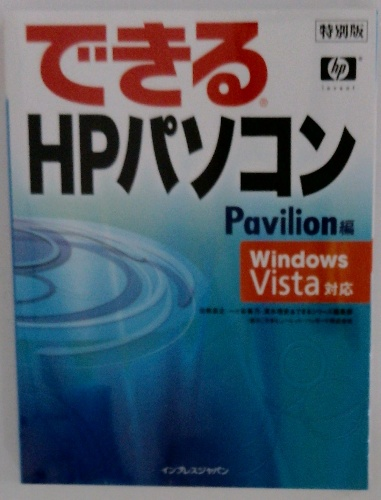 特別版
できる®
hp
invent
HPパソコン
Pavilion編
Windows
Vista対応
インプレスジャパン